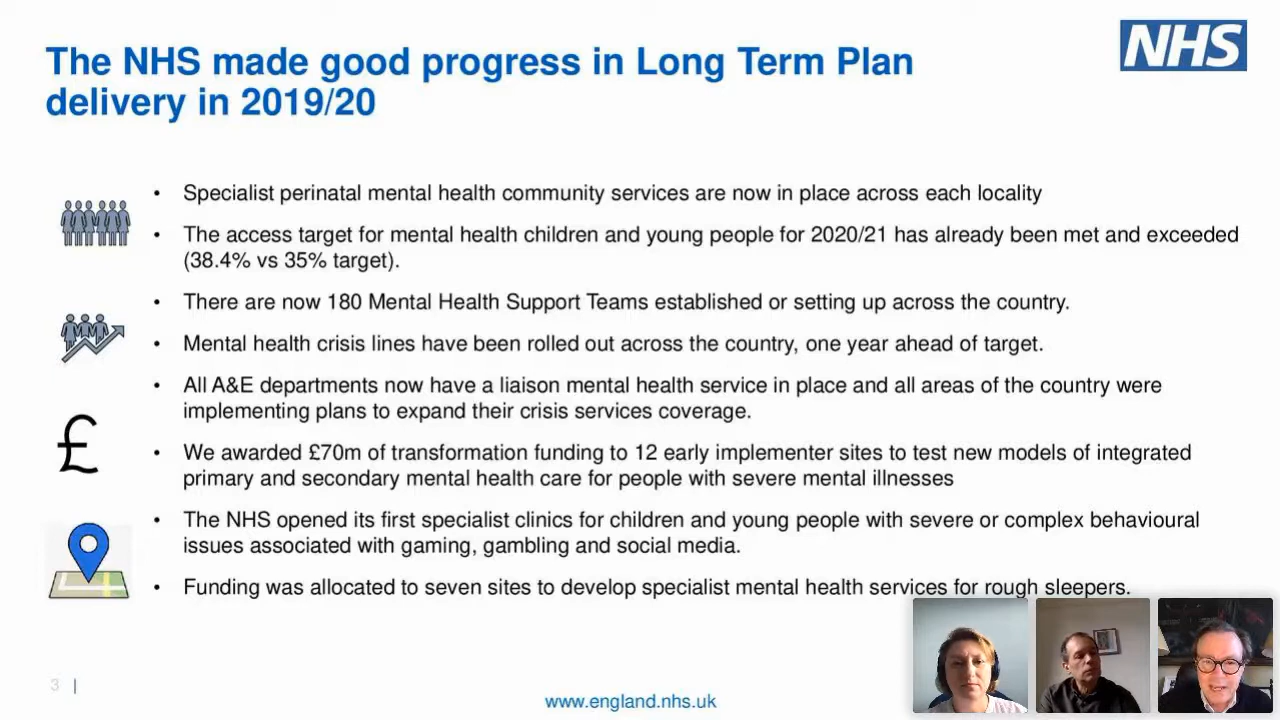 The NHS made good progress in Long Term Plan
delivery in 2019/20
NHS
• Specialist perinatal mental health community services are now in place across each locality
• The access target for mental health children and young people for 2020/21 has already been met and exceeded
(38.4% vs 35% target).
• There are now 180 Mental Health Support Teams established or setting up across the country.
• Mental health crisis lines have been rolled out across the country, one year ahead of target.
• All A&E departments now have a liaison mental health service in place and all areas of the country were
implementing plans to expand their crisis services coverage.
£
• We awarded £70m of transformation funding to 12 early implementer sites to test new models of integrated
primary and secondary mental health care for people with severe mental illnesses
• The NHS opened its first specialist clinics for children and young people with severe or complex behavioural
issues associated with gaming, gambling and social media.
• Funding was allocated to seven sites to develop specialist mental health services for rough sleepers.
3 |
www.england.nhs.uk